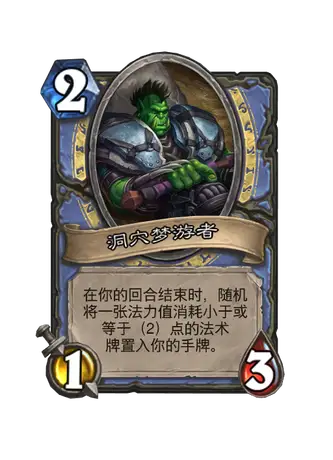 2
洞穴梦游者
在你的回合结束时，随机
将一张法力值消耗小于或
等于（2）点的法术
牌置入你的手牌。
1
3